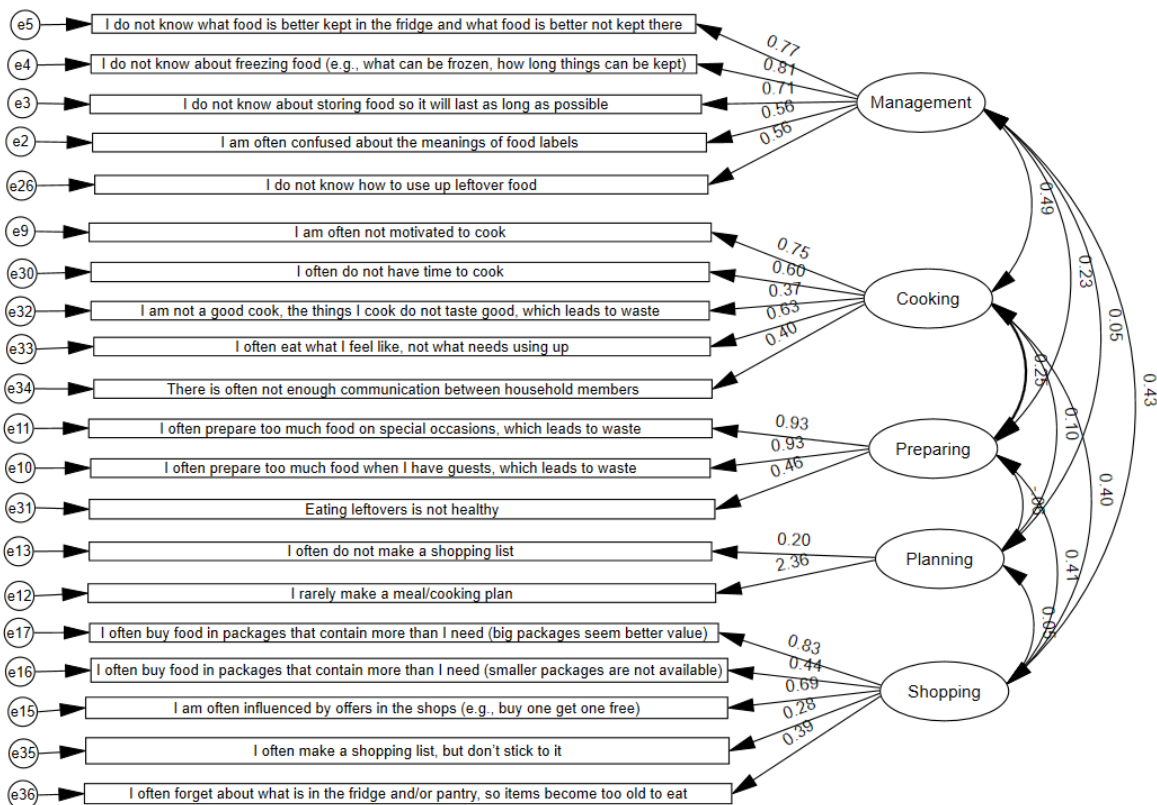 e5 I do not know what food is better kept in the fridge and what food is better not kept there
0.77
e4 I do not know about freezing food (e.g., what can be frozen, how long things can be kept)
0.81
e3 I do not know about storing food so it will last as long as possible
0.71
Management
e2 I am often confused about the meanings of food labels
0.56
e26 I do not know how to use up leftover food
0.56
0.49
e9 I am often not motivated to cook
0.75
e30 I often do not have time to cook
0.60
0.23
e32 I am not a good cook, the things I cook do not taste good, which leads to waste
0.37
Cooking
0.05
e33 I often eat what I feel like, not what needs using up
0.63
e34 There is often not enough communication between household members
0.40
0.25
0.43
e11 I often prepare too much food on special occasions, which leads to waste
0.93
0.10
e10 I often prepare too much food when I have guests, which leads to waste
0.93
Preparing
e31 Eating leftovers is not healthy
0.46
-.06
0.40
e13 I often do not make a shopping list
0.20
Planning
0.41
e12 I rarely make a meal/cooking plan
2.36
e17 I often buy food in packages that contain more than I need (big packages seem better value)
0.83
0.05
e16 I often buy food in packages that contain more than I need (smaller packages are not available)
0.44
Shopping
e15 I am often influenced by offers in the shops (e.g., buy one get one free)
0.69
e35 I often make a shopping list, but don't stick to it
0.28
e36 I often forget about what is in the fridge and/or pantry, so items become too old to eat
0.39